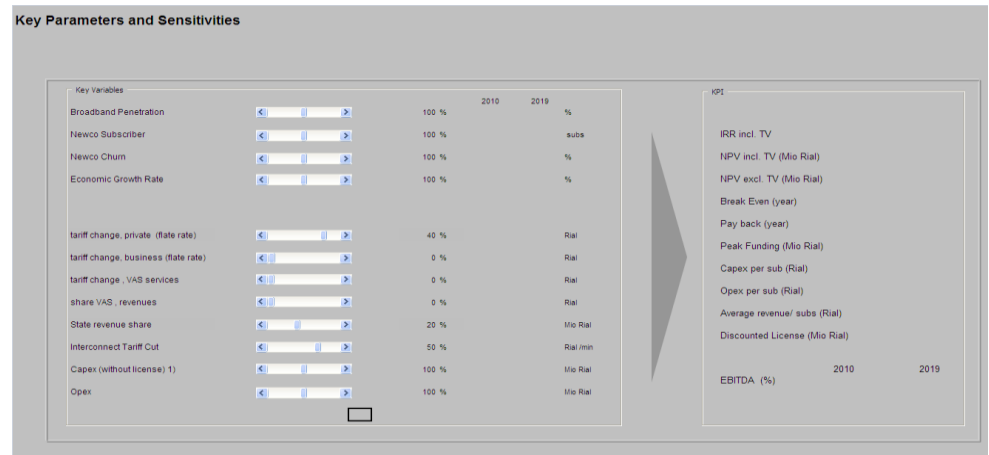 Key Parameters and Sensitivities
Key Variables
2010 2019
Broadband Penetration 100 % %
Newco Subscriber 100 % subs
Newco Churn 100 % %
Economic Growth Rate 100 % %
tariff change, private (flate rate) 40 % Rial
tariff change, business (flate rate) 0 % Rial
tariff change , VAS services 0 % Rial
share VAS , revenues 0 % Rial
State revenue share 20 % Mio Rial
Interconnect Tariff Cut 50 % Rial /min
Capex (without license) 1) 100 % Mio Rial
Opex 100 % Mio Rial
KPI
IRR incl. TV
NPV incl. TV (Mio Rial)
NPV excl. TV (Mio Rial)
Break Even (year)
Pay back (year)
Peak Funding (Mio Rial)
Capex per sub (Rial)
Opex per sub (Rial)
Average revenue/ subs (Rial)
Discounted License (Mio Rial)
2010 2019
EBITDA (%)